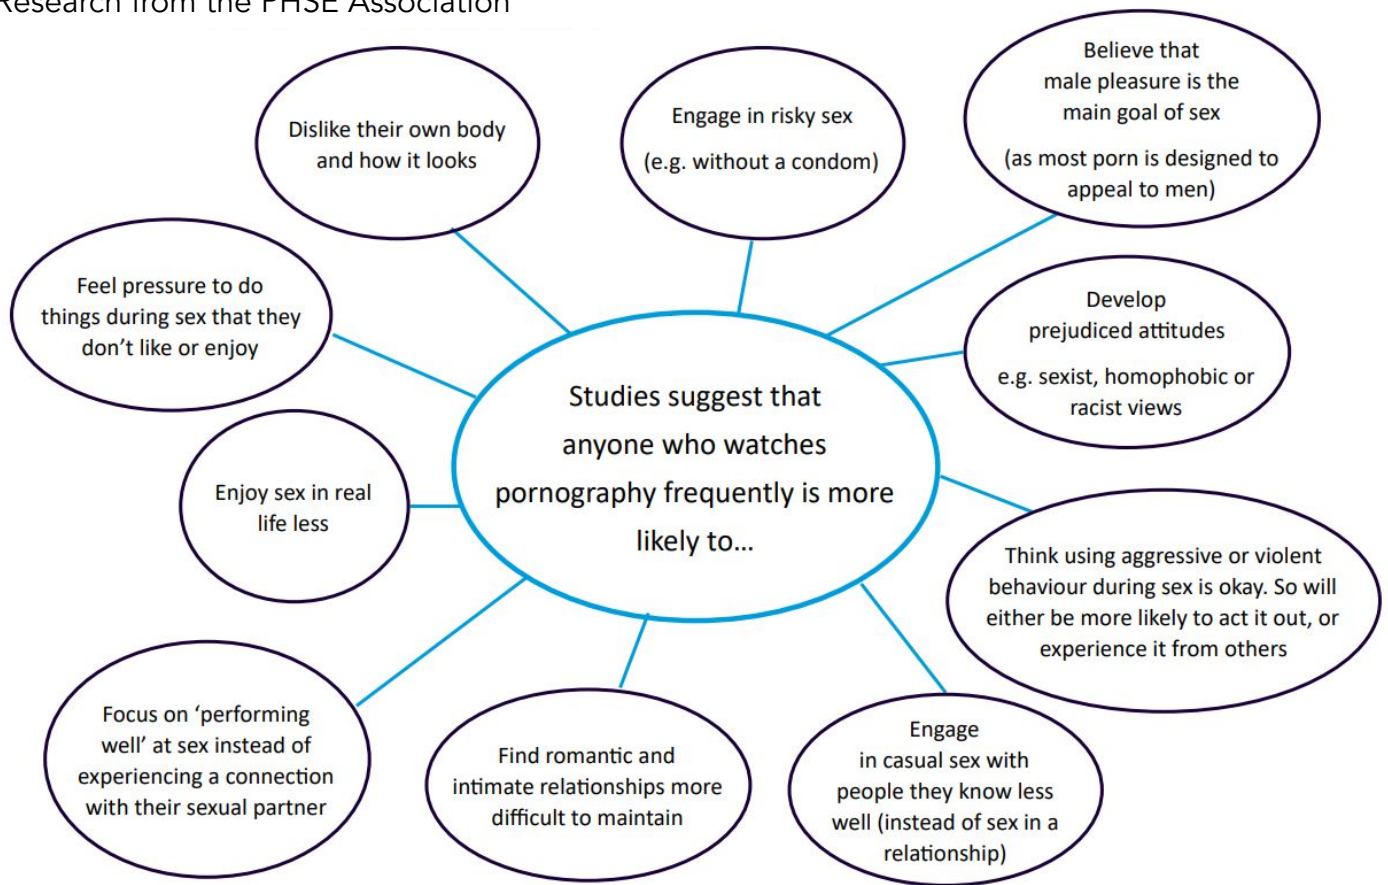 Research from the PHSE Association
Dislike their own body
and how it looks
Engage in risky sex
(e.g. without a condom)
Believe that
male pleasure is the
main goal of sex
(as most porn is designed to
appeal to men)
Feel pressure to do
things during sex that they
don’t like or enjoy
Develop
prejudiced attitudes
e.g. sexist, homophobic or
racist views
Studies suggest that
anyone who watches
pornography frequently is more
likely to…
Enjoy sex in real
life less
Think using aggressive or violent
behaviour during sex is okay. So will
either be more likely to act it out, or
experience it from others
Focus on ‘performing
well’ at sex instead of
experiencing a connection
with their sexual partner
Find romantic and
intimate relationships more
difficult to maintain
Engage
in casual sex with
people they know less
well (instead of sex in a
relationship)